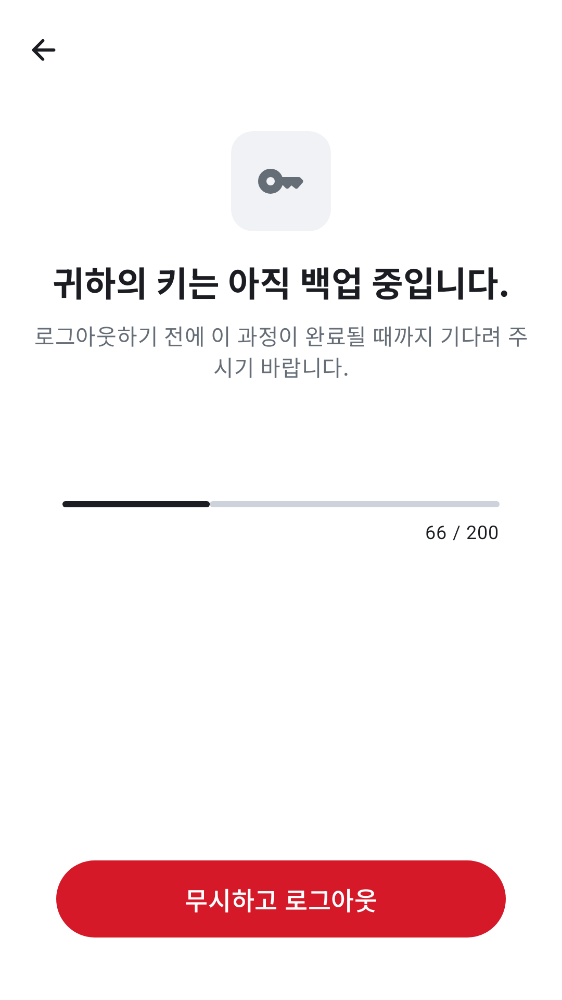 귀하의 키는 아직 백업 중입니다.
로그아웃하기 전에 이 과정이 완료될 때까지 기다려 주
시기 바랍니다.
66 / 200
무시하고 로그아웃